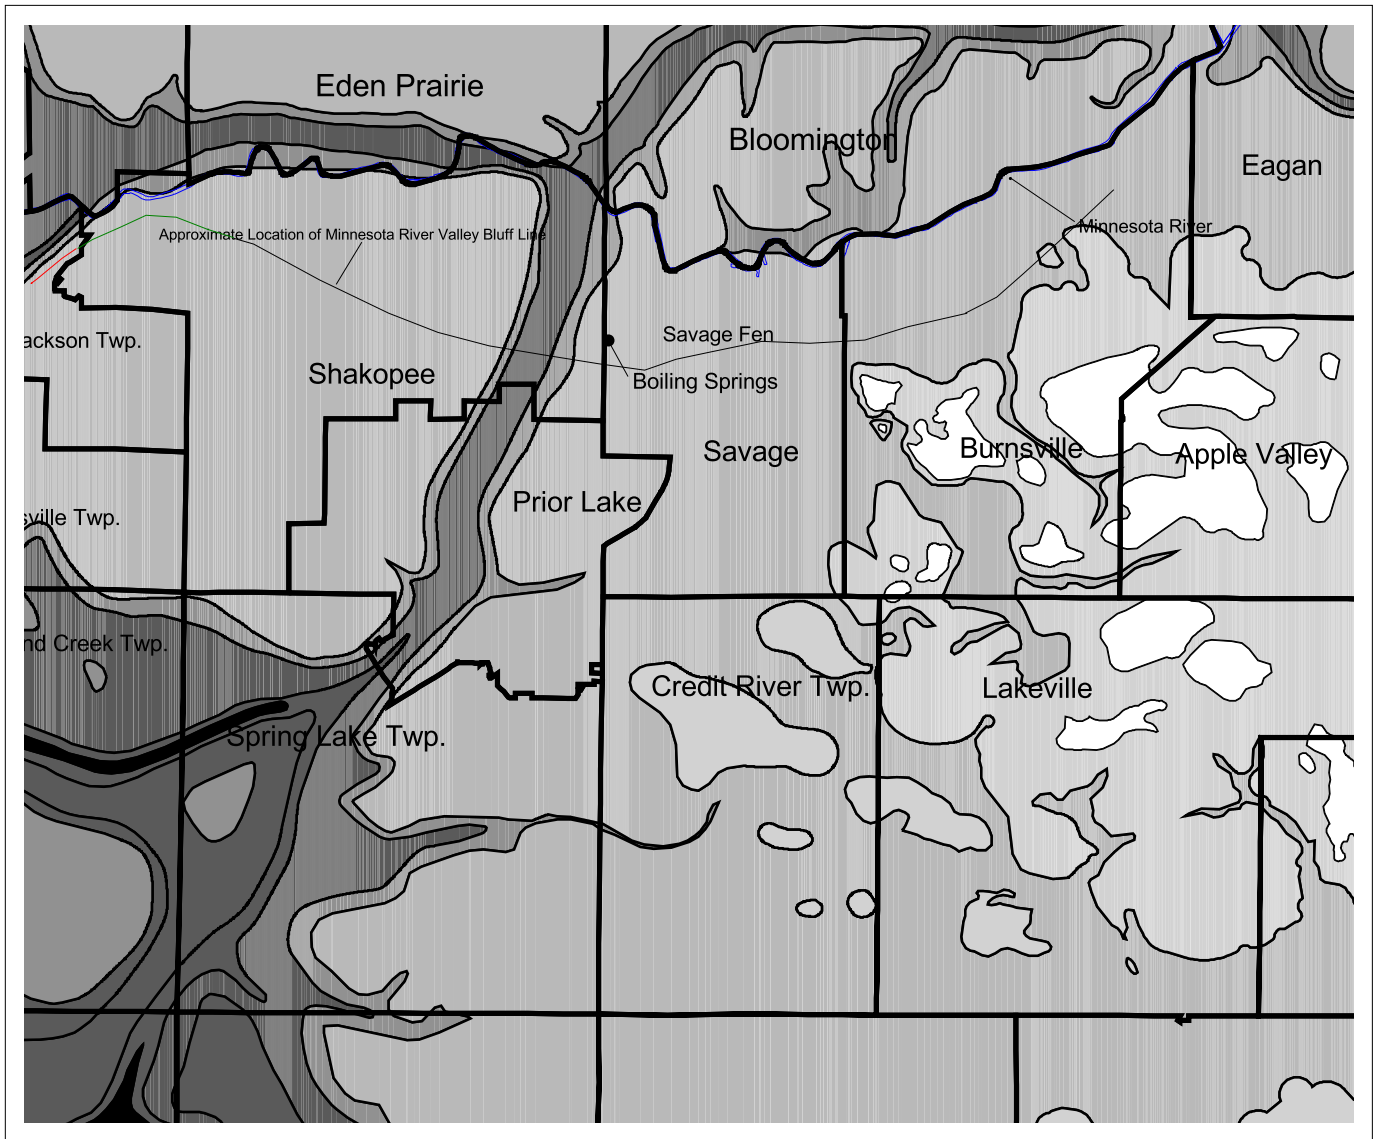 Eden Prairie
Bloomington
Eagan
Minnesota River
Approximate Location of Minnesota River Valley Bluff Line
Savage Fen
ackson Twp.
Shakopee
Boiling Springs
Burnsville
Savage
Apple Valley
Prior Lake
sville Twp.
nd Creek Twp.
Credit River Twp.
Lakeville
Spring Lake Twp.